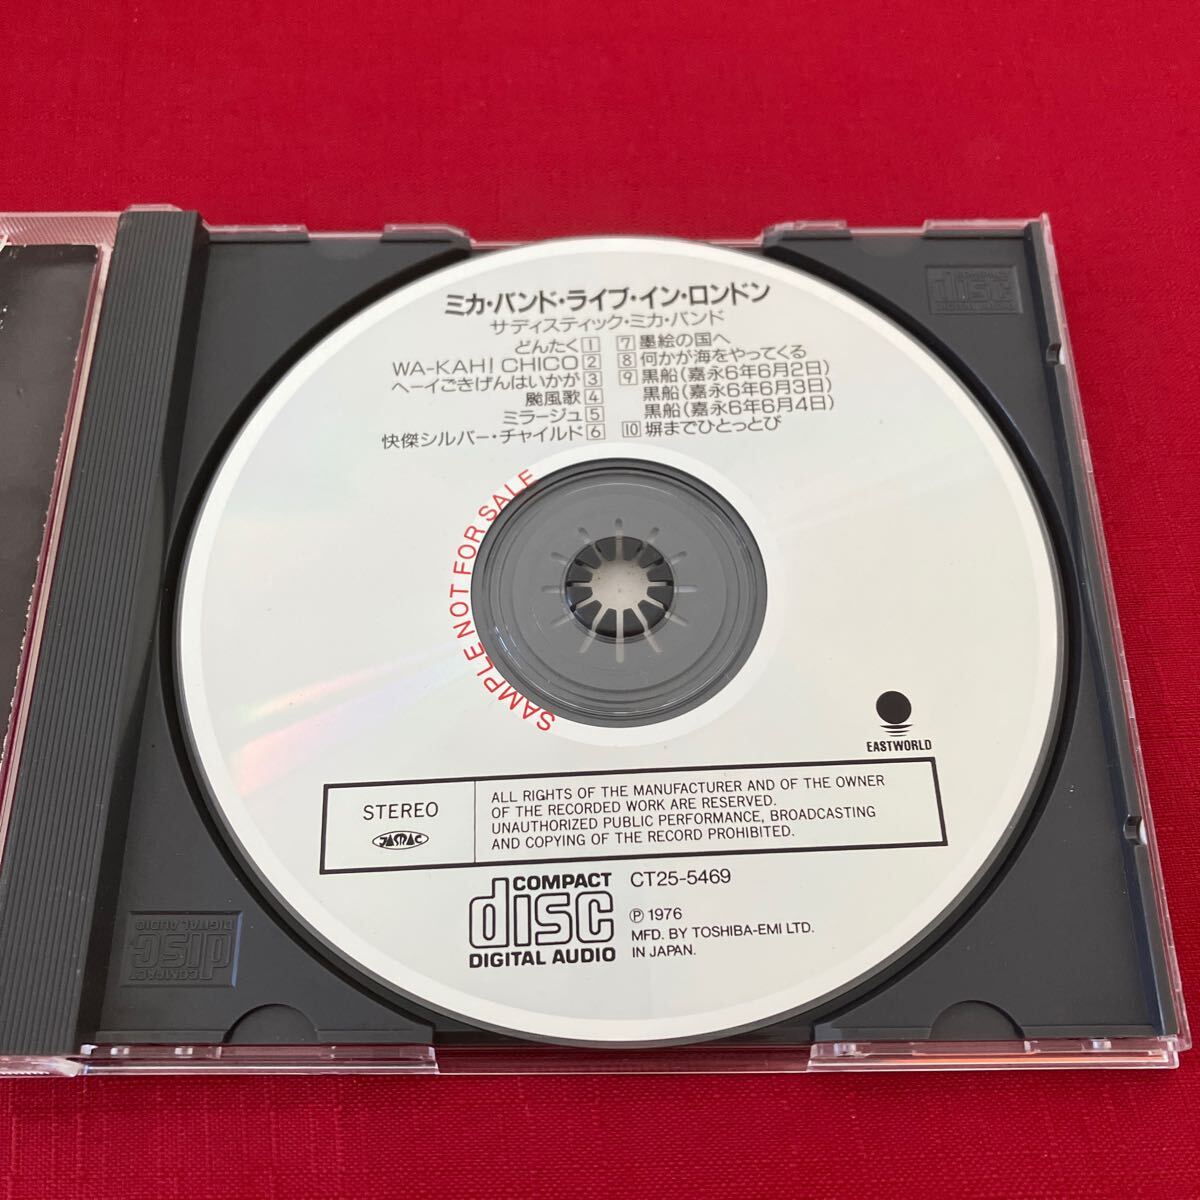 ミカ・バンド・ライブ・イン・ロンドン
サディスティック・ミカ・バンド
どんたく 1
WA-KAH! CHICO 2
ヘーイごきげんはいかが 3
颱風歌 4
ミラージュ 5
快傑シルバー・チャイルド 6
7 墨絵の国へ
8 何かが海をやってくる
9 黒船(嘉永6年6月2日)
黒船(嘉永6年6月3日)
黒船(嘉永6年6月4日)
10 塀までひとっとび
SAMPLE NOT FOR SALE
EASTWORLD
STEREO
JASRAC
ALL RIGHTS OF THE MANUFACTURER AND OF THE OWNER
OF THE RECORDED WORK ARE RESERVED.
UNAUTHORIZED PUBLIC PERFORMANCE, BROADCASTING
AND COPYING OF THE RECORD PROHIBITED.
COMPACT
disc
DIGITAL AUDIO
CT25-5469
Ⓟ 1976
MFD. BY TOSHIBA-EMI LTD.
IN JAPAN.
COMPACT
disc
DIGITAL AUDIO
COMPACT
disc
DIGITAL AUDIO